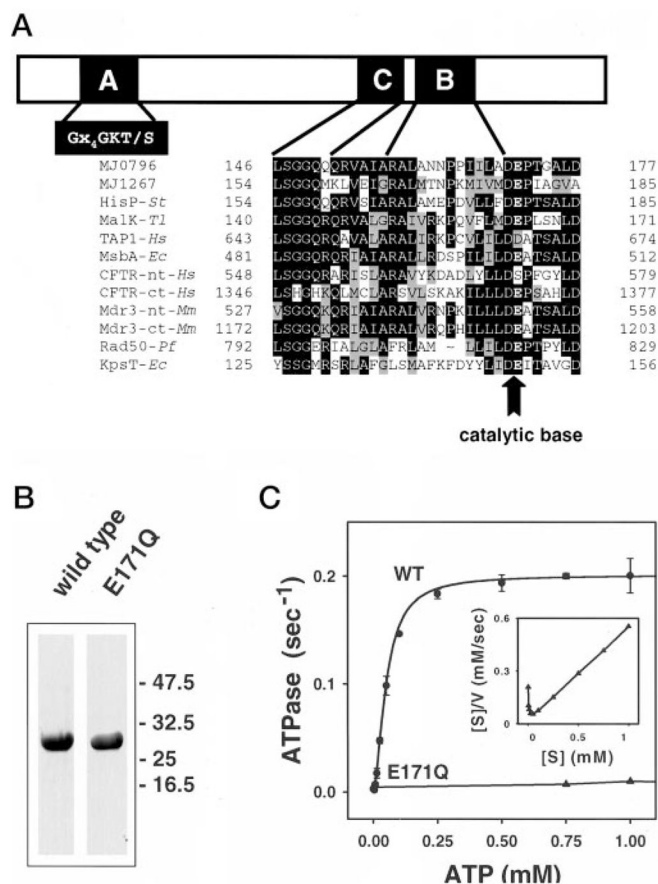 A
A C B
Gx4GKT/S
MJ0796 146 LSGGQQQRVAIARALANNPPIILADEPTGALD 177
MJ1267 154 LSGGQMKLVEIGRALMTNPKMIVMDEPIAGVA 185
HisP-St 154 LSGGQQQRVSIARALAMEPDVLLFDEPTSALD 185
MalK-Tl 140 LSGGQRQRVALGRAIVRKPQVFLMDEPLSNLD 171
TAP1-Hs 643 LSGGQRQAVALARALIRKPCVLILDDATSALD 674
MsbA-Ec 481 LSGGQRQRIAIARALLRDSPILILDEATSALD 512
CFTR-nt-Hs 548 LSGGQRARISLARAVYKDADLYLLDSPFGYLD 579
CFTR-ct-Hs 1346 LSHGHKQLMCLARSVLSKAKILLLDEPSAHLD 1377
Mdr3-nt-Mm 527 VSGGQKQRIAIARALVRNPKILLLDEATSALD 558
Mdr3-ct-Mm 1172 LSGGQKQRIAIARALVRQPHILLLDEATSALD 1203
Rad50-Pf 792 LSGGERIALGLAFRLAM ~ LLILDEPTPYLD 829
KpsT-Ec 125 YSSGMRSRLAFGLSMAFKFDYYLIDEITAVGD 156
catalytic base
B
wild type
E171Q
- 47.5
- 32.5
- 25
- 16.5
C
ATPase (sec-1)
0.2
0.1
0.0
WT
E171Q
[S]/V (mM/sec)
0.6
0.3
0
0 0.5 1
[S] (mM)
0.00 0.25 0.50 0.75 1.00
ATP (mM)